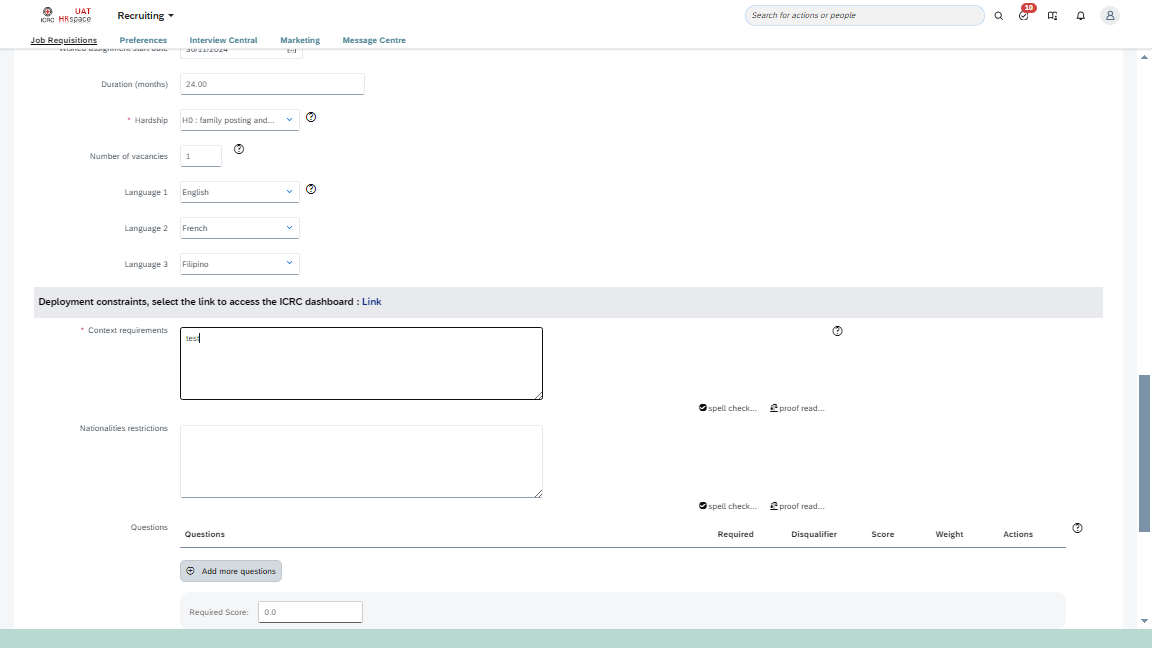 ICRC
UAT
HRspace
Recruiting
Search for actions or people
10
Job Requisitions
Preferences
Interview Central
Marketing
Message Centre
Wished assignment start date
30/11/2024
Duration (months)
24.00
* Hardship
H0 : family posting and...
Number of vacancies
1
Language 1
English
Language 2
French
Language 3
Filipino
Deployment constraints, select the link to access the ICRC dashboard : Link
* Context requirements
test
spell check...
proof read...
Nationalities restrictions
spell check...
proof read...
Questions
Questions
Required
Disqualifier
Score
Weight
Actions
Add more questions
Required Score:
0.0